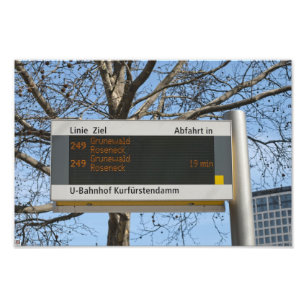 Linie Ziel Abfahrt in
249 Grunewald
Roseneck
249 Grunewald 19 min
Roseneck
U-Bahnhof Kurfürstendamm